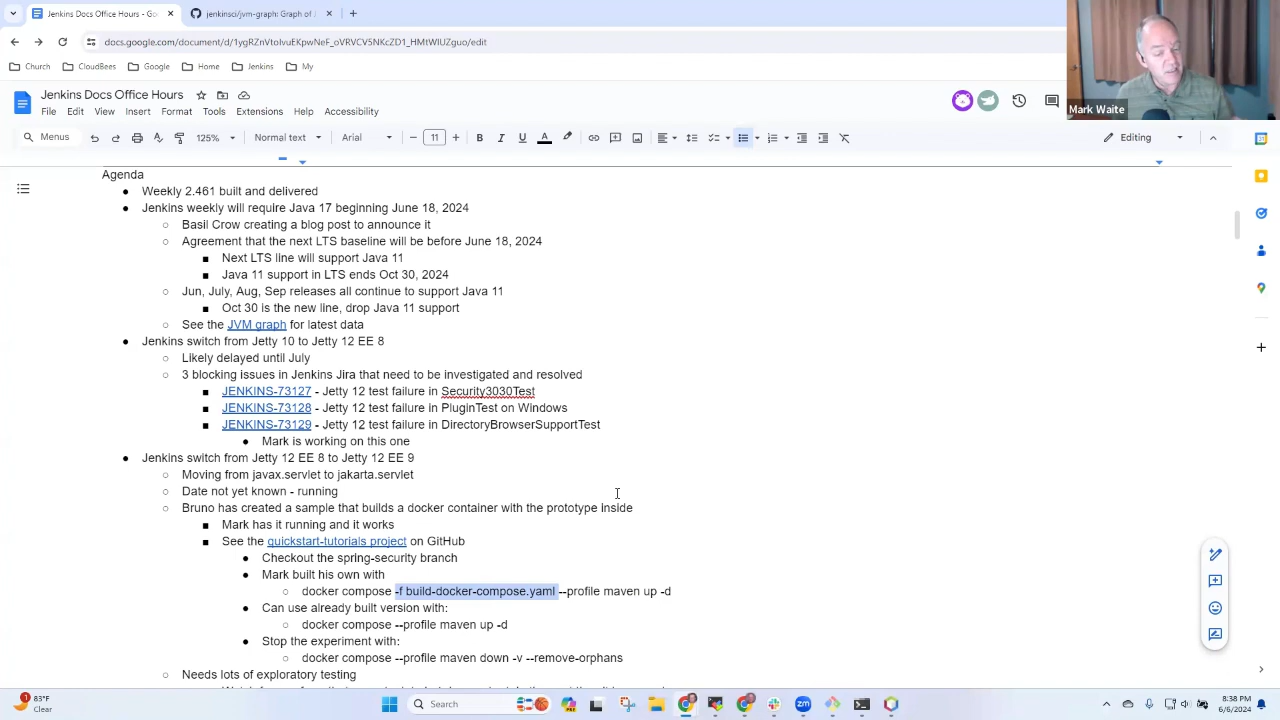 Jenkins Docs Office Hours - Go
jenkinsci/jvm-graph: Graph of J
docs.google.com/document/d/1ygRZnVtoIvuEKpwNeF_oVRVCV5NKcZD1_HMtWlUZguo/edit
Church
CloudBees
Google
Home
Jenkins
My
Mark Waite
Jenkins Docs Office Hours
File Edit View Insert Format Tools Extensions Help Accessibility
Menus
125%
Normal text
Arial
11
B I U A
Editing
Agenda
Weekly 2.461 built and delivered
Jenkins weekly will require Java 17 beginning June 18, 2024
Basil Crow creating a blog post to announce it
Agreement that the next LTS baseline will be before June 18, 2024
Next LTS line will support Java 11
Java 11 support in LTS ends Oct 30, 2024
Jun, July, Aug, Sep releases all continue to support Java 11
Oct 30 is the new line, drop Java 11 support
See the JVM graph for latest data
Jenkins switch from Jetty 10 to Jetty 12 EE 8
Likely delayed until July
3 blocking issues in Jenkins Jira that need to be investigated and resolved
JENKINS-73127 - Jetty 12 test failure in Security3030Test
JENKINS-73128 - Jetty 12 test failure in PluginTest on Windows
JENKINS-73129 - Jetty 12 test failure in DirectoryBrowserSupportTest
Mark is working on this one
Jenkins switch from Jetty 12 EE 8 to Jetty 12 EE 9
Moving from javax.servlet to jakarta.servlet
Date not yet known - running
Bruno has created a sample that builds a docker container with the prototype inside
Mark has it running and it works
See the quickstart-tutorials project on GitHub
Checkout the spring-security branch
Mark built his own with
docker compose -f build-docker-compose.yaml --profile maven up -d
Can use already built version with:
docker compose --profile maven up -d
Stop the experiment with:
docker compose --profile maven down -v --remove-orphans
Needs lots of exploratory testing
1
83°F
Clear
Search
8:38 PM
6/6/2024